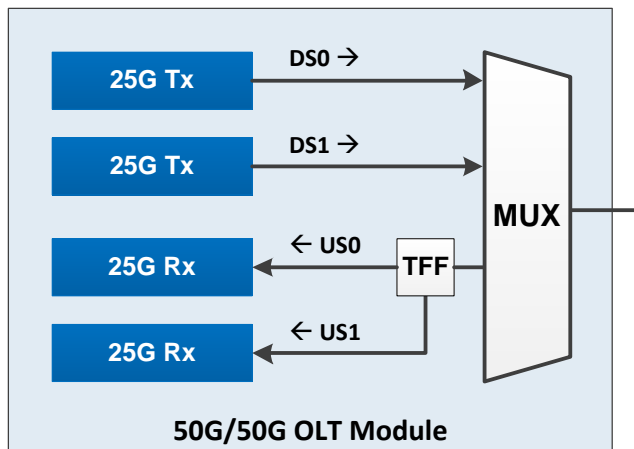 25G Tx
DS0 →
25G Tx
DS1 →
MUX
25G Rx
← US0
TFF
25G Rx
← US1
50G/50G OLT Module